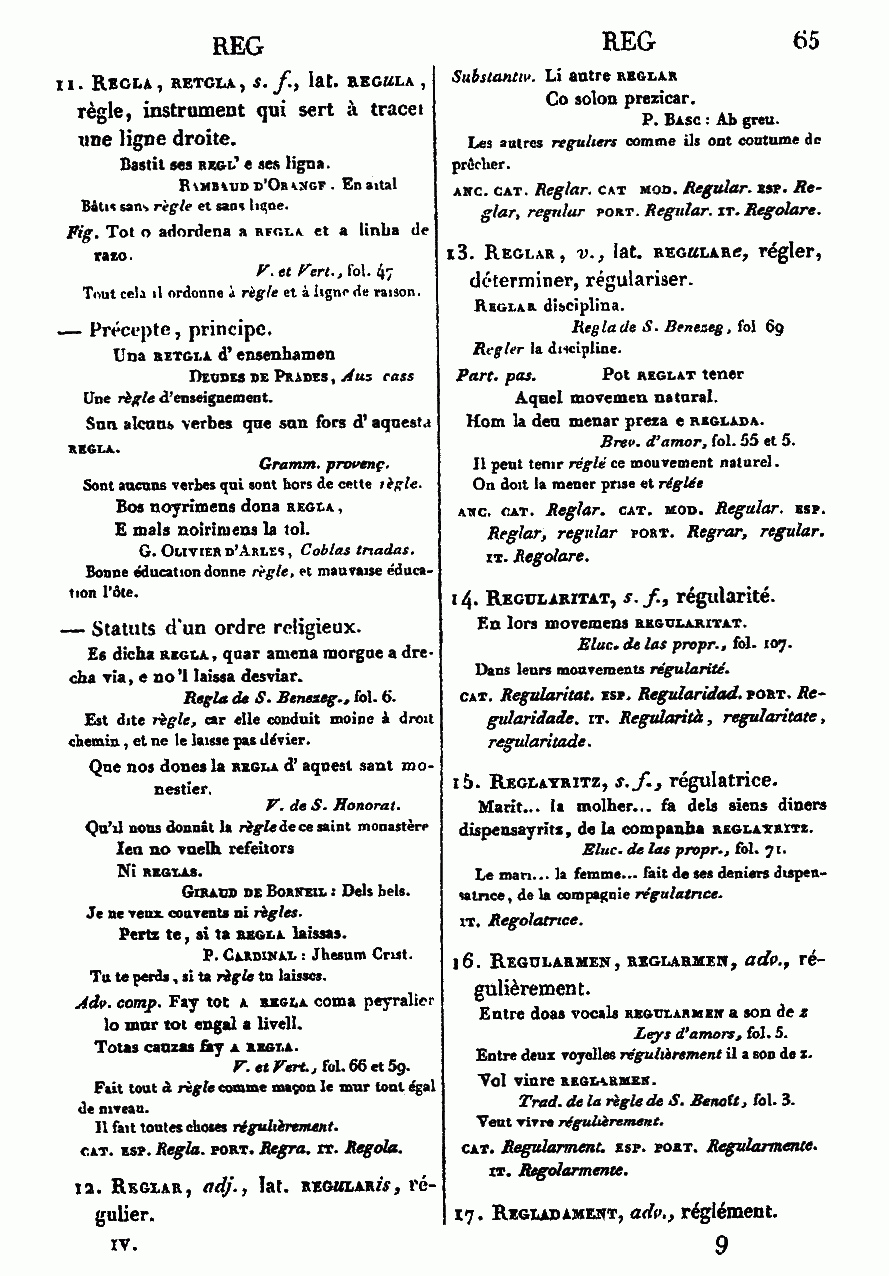 REG
REG 65
11. REGLA, RETGLA, s. f., lat. REGULA,
règle, instrument qui sert à tracer
une ligne droite.
Bastit ses REGL' e ses ligna.
RAMBAUD D'ORANGE. En aital
Bâtis sans règle et sans ligne.
Fig. Tot o adordena a REGLA et a linha de
razo.
V. et Vert., fol. 47
Tout cela il ordonne à règle et à ligne de raison.
— Précepte, principe.
Una RETGLA d'ensenhamen
DEUDES DE PRADES, Aus cass
Une règle d'enseignement.
Sun alcuns verbes que sun fors d'aquesta
REGLA.
Gramm. provenç.
Sont aucuns verbes qui sont hors de cette règle.
Bos noyrimens dona REGLA,
E mals noirimens la tol.
G. OLIVIER D'ARLES, Coblas triadas.
Bonne éducation donne règle, et mauvaise éduca-
tion l'ôte.
— Statuts d'un ordre religieux.
Es dicha REGLA, quar amena morgue a dre-
cha via, e no'l laissa desviar.
Regla de S. Benezeg., fol. 6.
Est dite règle, car elle conduit moine à droit
chemin, et ne le laisse pas dévier.
Que nos dones la REGLA d'aquest sant mo-
nestier.
V. de S. Honorat.
Qu'il nous donnât la règle de ce saint monastère
Ieu no vuelh refeitors
Ni REGLAS.
GIRAUD DE BORNEIL : Dels bels.
Je ne veux couvents ni règles.
Pertz te, si ta REGLA laissas.
P. CARDINAL : Jhesum Crist.
Tu te perds, si ta règle tu laisses.
Adv. comp. Fay tot A REGLA coma peyralier
lo mur tot engal a livell.
Totas cauzas fay A REGLA.
V. et Vert., fol. 66 et 59.
Fait tout à règle comme maçon le mur tout égal
de niveau.
Il fait toutes choses régulièrement.
CAT. ESP. Regla. PORT. Regra. IT. Regola.
12. REGLAR, adj., lat. REGULARis, ré-
gulier.
IV.
Substantiv. Li autre REGLAR
Co solon prezicar.
P. BASC : Ab greu.
Les autres reguliers comme ils ont coutume de
prêcher.
ANC. CAT. Reglar. CAT MOD. Regular. ESP. Re-
glar, regular PORT. Regular. IT. Regolare.
13. REGLAR, v., lat. REGULARe, régler,
déterminer, régulariser.
REGLAR disciplina.
Regla de S. Benezeg, fol 69
Regler la discipline.
Part. pas. Pot REGLAT tener
Aquel movemen natural.
Hom la deu menar preza e REGLADA.
Brev. d'amor, fol. 55 et 5.
Il peut tenir réglé ce mouvement naturel.
On doit la mener prise et réglée
ANC. CAT. Reglar. CAT. MOD. Regular. ESP.
Reglar, regular PORT. Regrar, regular.
IT. Regolare.
14. REGULARITAT, s. f., régularité.
En lors movemens REGULARITAT.
Eluc. de las propr., fol. 107.
Dans leurs mouvements régularité.
CAT. Regularitat. ESP. Regularidad. PORT. Re-
gularidade. IT. Regularità, regularitate,
regularitade.
15. REGLAYRITZ, s. f., régulatrice.
Marit... la molher... fa dels siens diners
dispensayritz, de la companha REGLAYRITZ.
Eluc. de las propr., fol. 71.
Le mari... la femme... fait de ses deniers dispen-
satrice, de la compagnie régulatrice.
IT. Regolatrice.
16. REGULARMEN, REGLARMEN, adv., ré-
gulièrement.
Entre doas vocals REGULARMEN a son de z
Leys d'amors, fol. 5.
Entre deux voyelles régulièrement il a son de z.
Vol viure REGLARMEN.
Trad. de la règle de S. Benoît, fol. 3.
Veut vivre régulièrement.
CAT. Regularment. ESP. PORT. Regularmente.
IT. Regolarmente.
17. REGLADAMENT, adv., réglément.
9